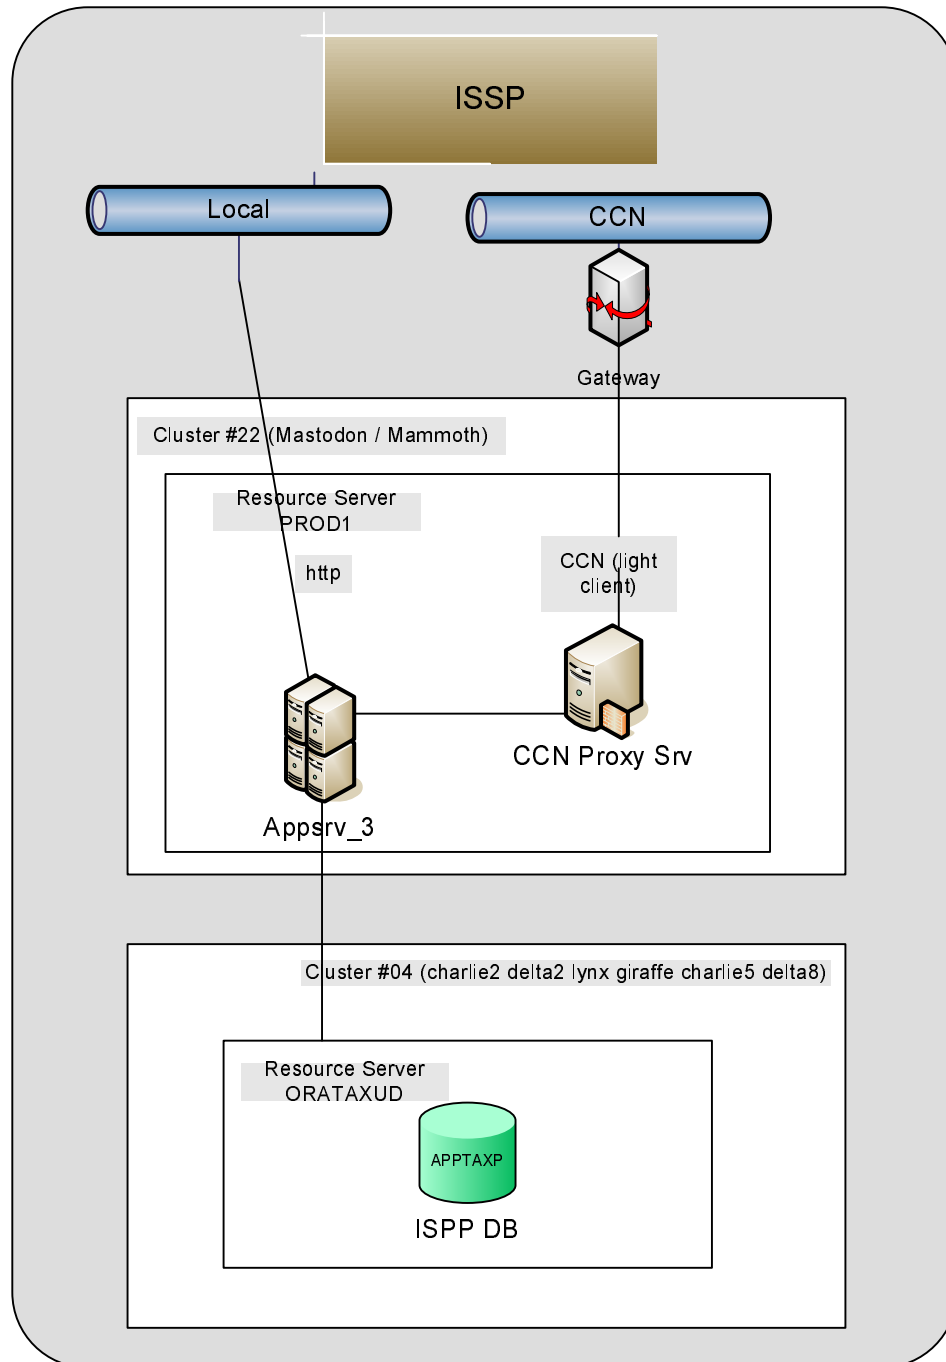 ISSP
Local
CCN
Gateway
Cluster #22 (Mastodon / Mammoth)
Resource Server
PROD1
http
CCN (light
client)
CCN Proxy Srv
Appsrv_3
Cluster #04 (charlie2 delta2 lynx giraffe charlie5 delta8)
Resource Server
ORATAXUD
APPTAXP
ISPP DB